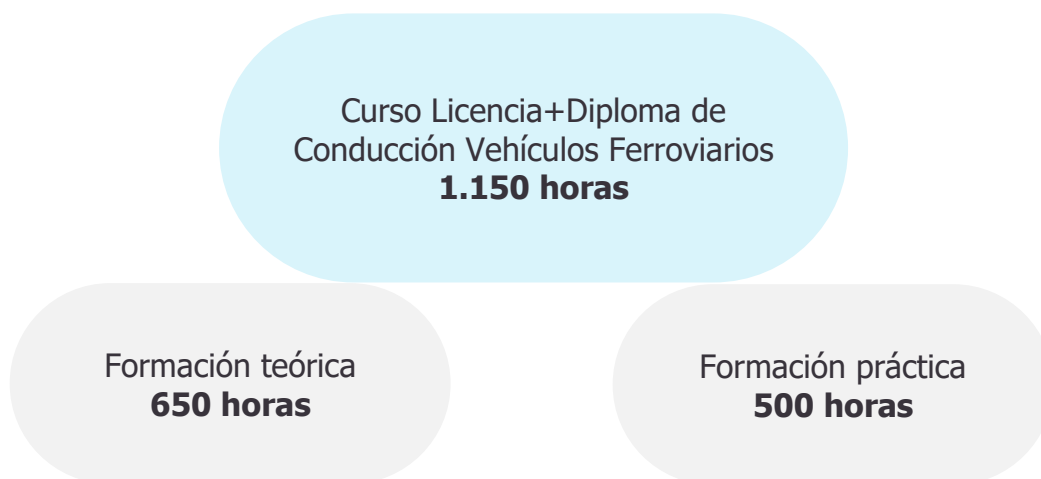 Curso Licencia+Diploma de
Conducción Vehículos Ferroviarios
1.150 horas
Formación teórica
650 horas
Formación práctica
500 horas